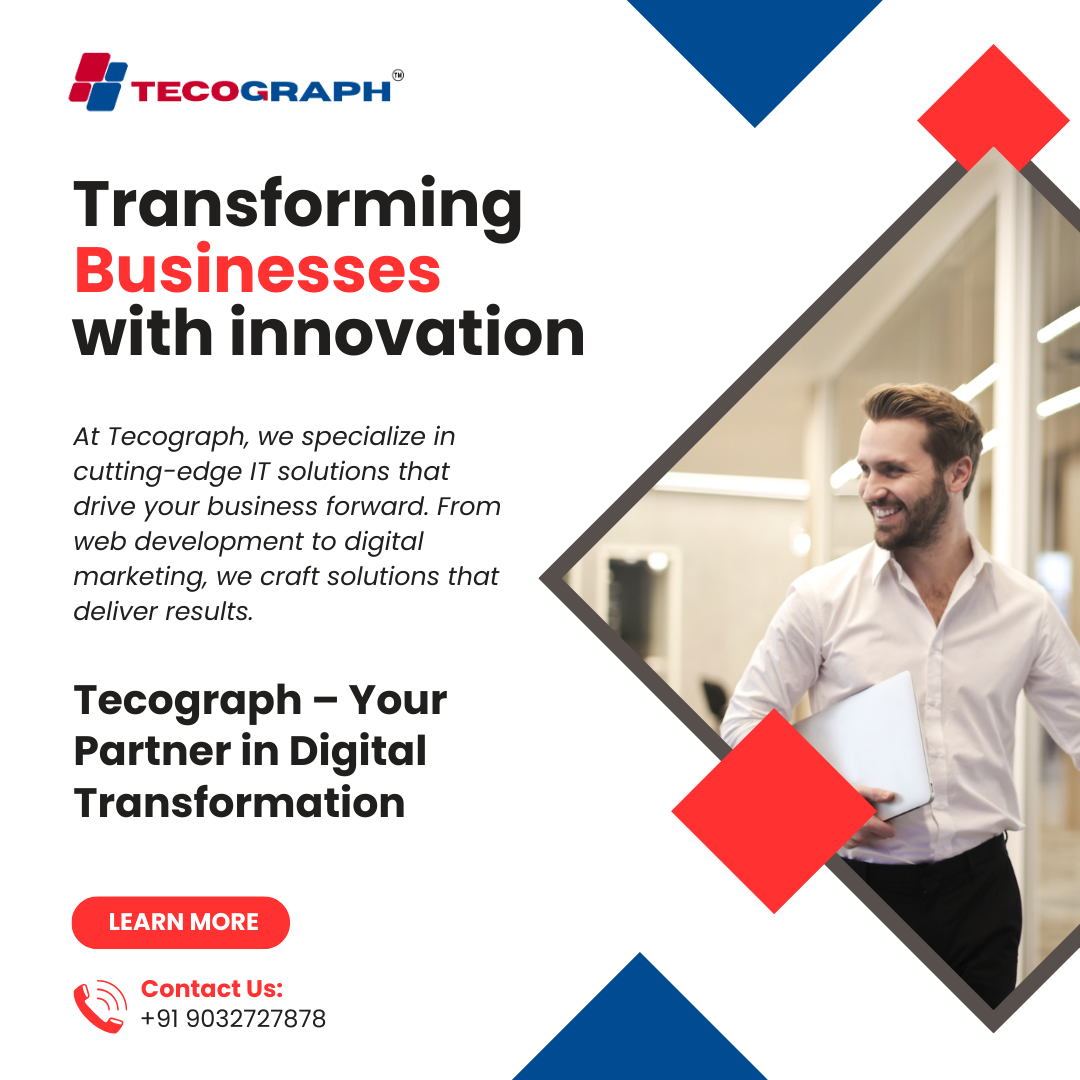 TECOGRAPH™
Transforming
Businesses
with innovation
At Tecograph, we specialize in
cutting-edge IT solutions that
drive your business forward. From
web development to digital
marketing, we craft solutions that
deliver results.
Tecograph – Your
Partner in Digital
Transformation
LEARN MORE
Contact Us:
+91 9032727878